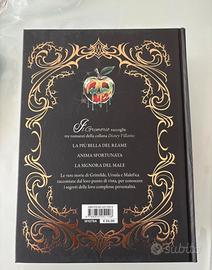 Il Grimorio raccoglie
tre romanzi della collana Disney Villains:
LA PIÙ BELLA DEL REAME
ANIMA SFORTUNATA
LA SIGNORA DEL MALE
Le vere storie di Grimilde, Ursula e Malefica
raccontate dal loro punto di vista, per conoscere
i segreti delle loro complesse personalità.
€ 24,00
Subito